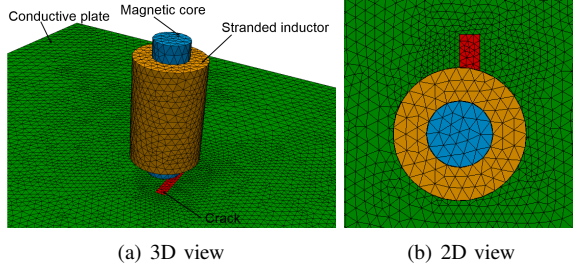 Magnetic core
Conductive plate
Stranded inductor
Crack
(a) 3D view
(b) 2D view